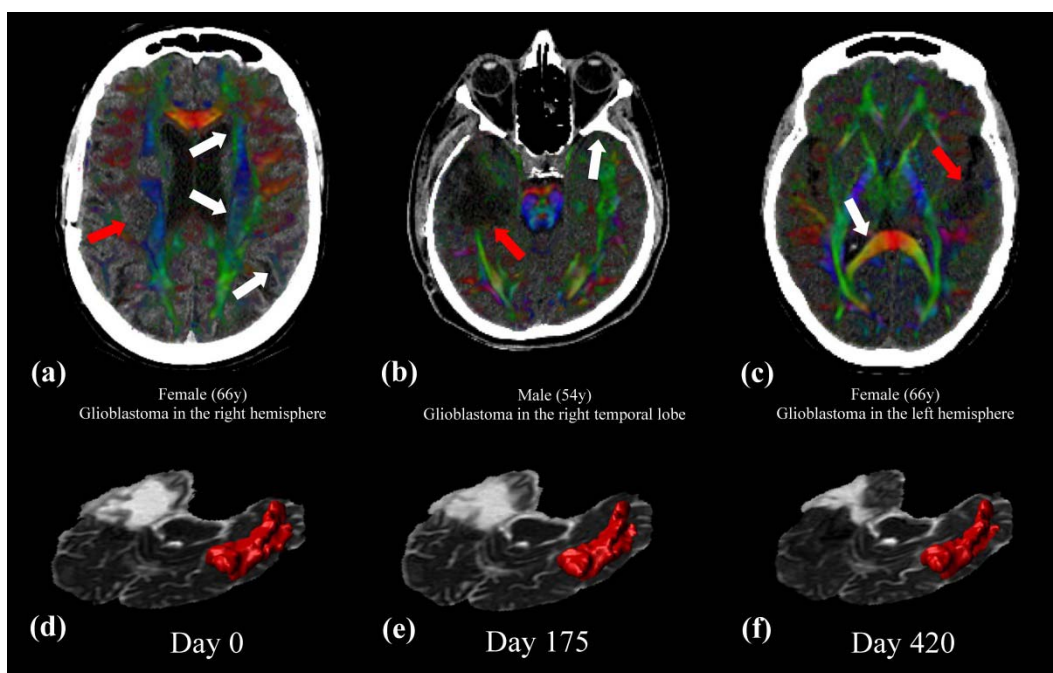 (a)
Female (66y)
Glioblastoma in the right hemisphere
(b)
Male (54y)
Glioblastoma in the right temporal lobe
(c)
Female (66y)
Glioblastoma in the left hemisphere
(d)
Day 0
(e)
Day 175
(f)
Day 420